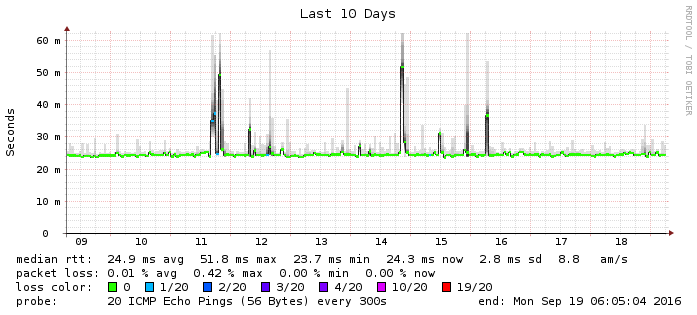 Last 10 Days
RRDTOOL / TOBI OETIKER
Seconds
60 m
50 m
40 m
30 m
20 m
10 m
0
09 10 11 12 13 14 15 16 17 18
median rtt: 24.9 ms avg 51.8 ms max 23.7 ms min 24.3 ms now 2.8 ms sd 8.8 am/s
packet loss: 0.01 % avg 0.42 % max 0.00 % min 0.00 % now
loss color: 0 1/20 2/20 3/20 4/20 10/20 19/20
probe: 20 ICMP Echo Pings (56 Bytes) every 300s end: Mon Sep 19 06:05:04 2016